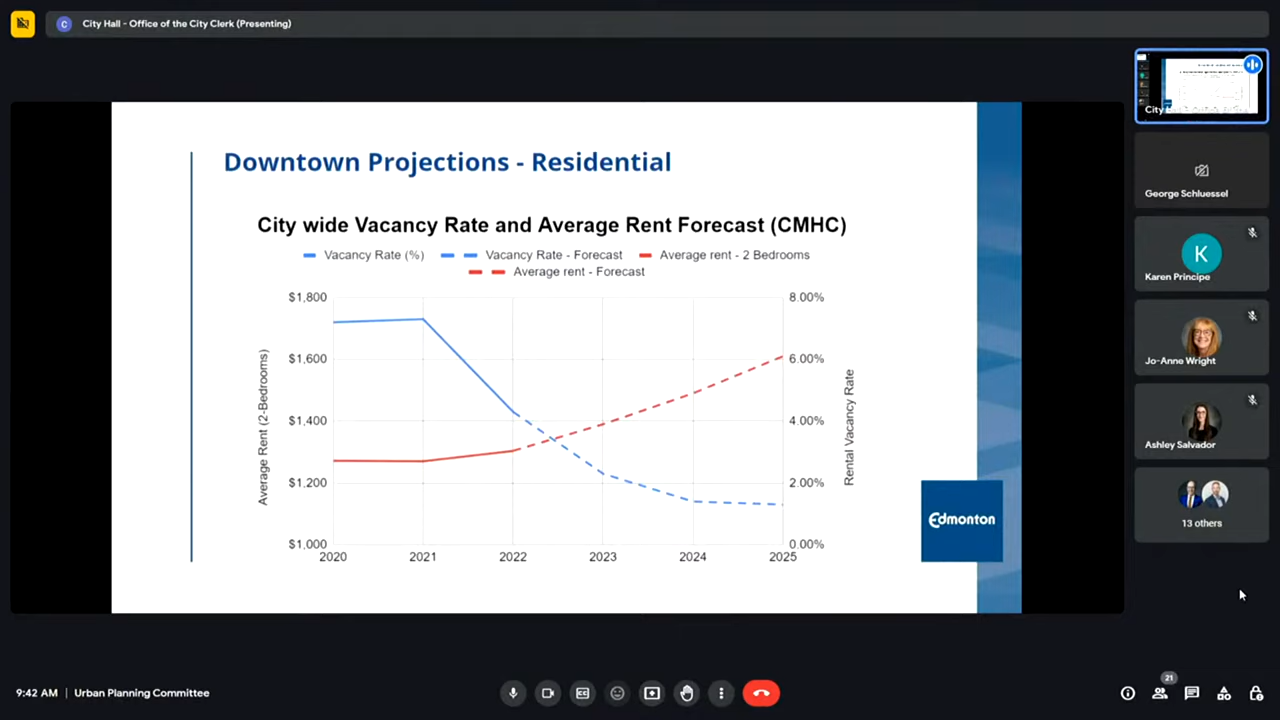 C City Hall - Office of the City Clerk (Presenting)
Downtown Projections - Residential
City wide Vacancy Rate and Average Rent Forecast (CMHC)
Vacancy Rate (%) Vacancy Rate - Forecast Average rent - 2 Bedrooms
Average rent - Forecast
$1,800 8.00%
$1,600 6.00%
$1,400 4.00%
$1,200 2.00%
$1,000 0.00%
Average Rent (2-Bedrooms)
Rental Vacancy Rate
2020 2021 2022 2023 2024 2025
Edmonton
George Schluessel
K
Karen Principe
Jo-Anne Wright
Ashley Salvador
13 others
9:42 AM | Urban Planning Committee
CC
21